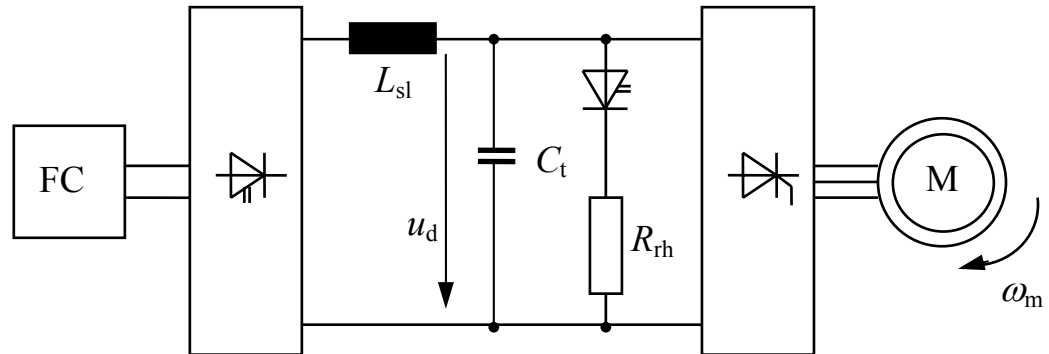 FC
L_sl
u_d
C_t
R_rh
M
ω_m